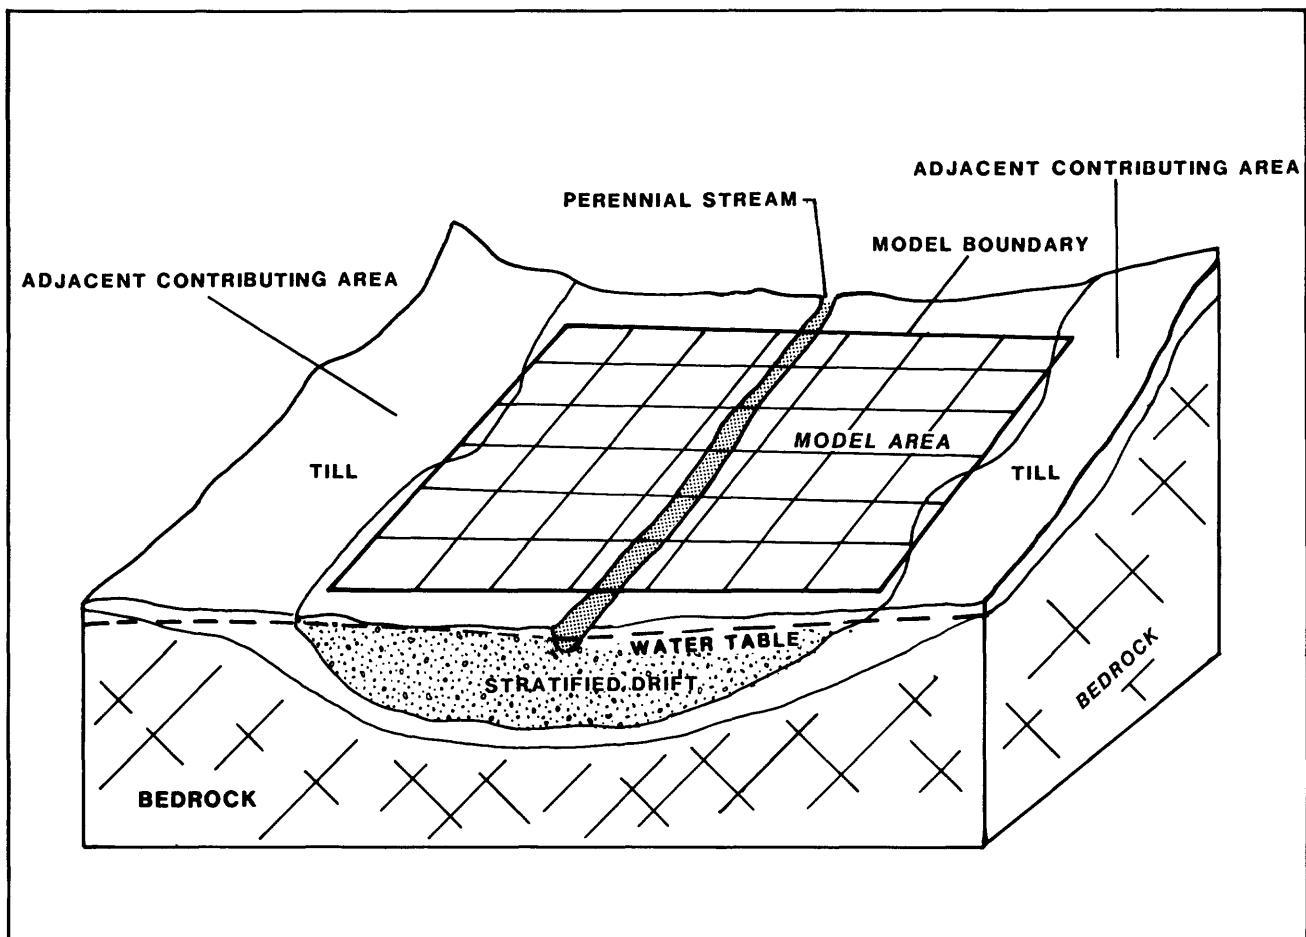 ADJACENT CONTRIBUTING AREA
PERENNIAL STREAM
MODEL BOUNDARY
ADJACENT CONTRIBUTING AREA
MODEL AREA
TILL
TILL
WATER TABLE
STRATIFIED DRIFT
BEDROCK
BEDROCK